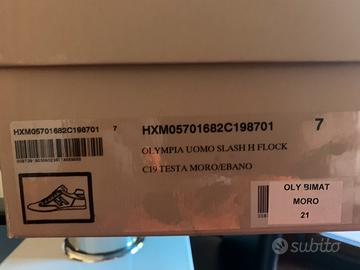 HXM05701682C198701 7
HXM05701682C198701 7
OLYMPIA UOMO SLASH H FLOCK
C19 TESTA MORO/EBANO
OLY BIMAT
MORO
21
subito